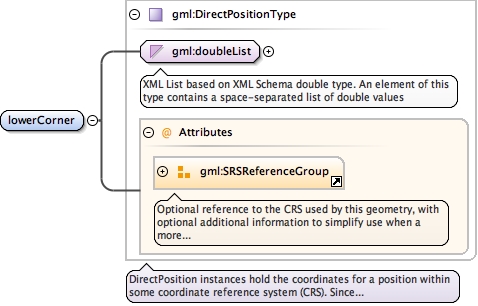 gml:DirectPositionType
gml:doubleList
XML List based on XML Schema double type. An element of this
type contains a space-separated list of double values
lowerCorner
@ Attributes
gml:SRSReferenceGroup
Optional reference to the CRS used by this geometry, with
optional additional information to simplify use when a
more...
DirectPosition instances hold the coordinates for a position within
some coordinate reference system (CRS). Since...